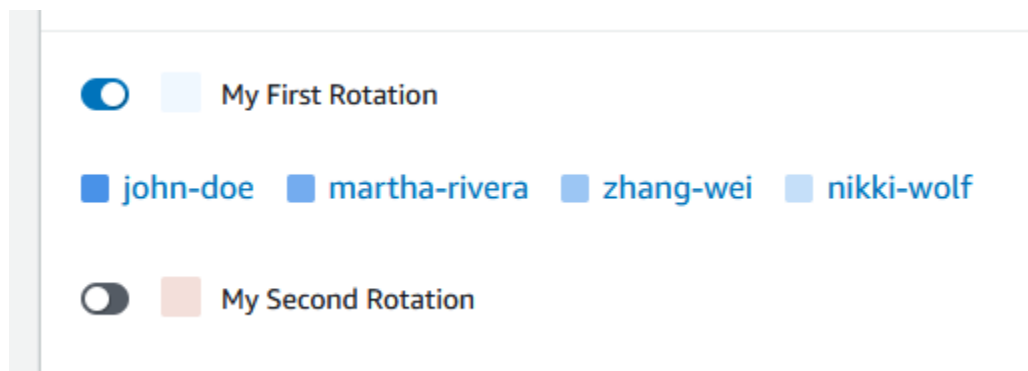 My First Rotation
john-doe martha-rivera zhang-wei nikki-wolf
My Second Rotation